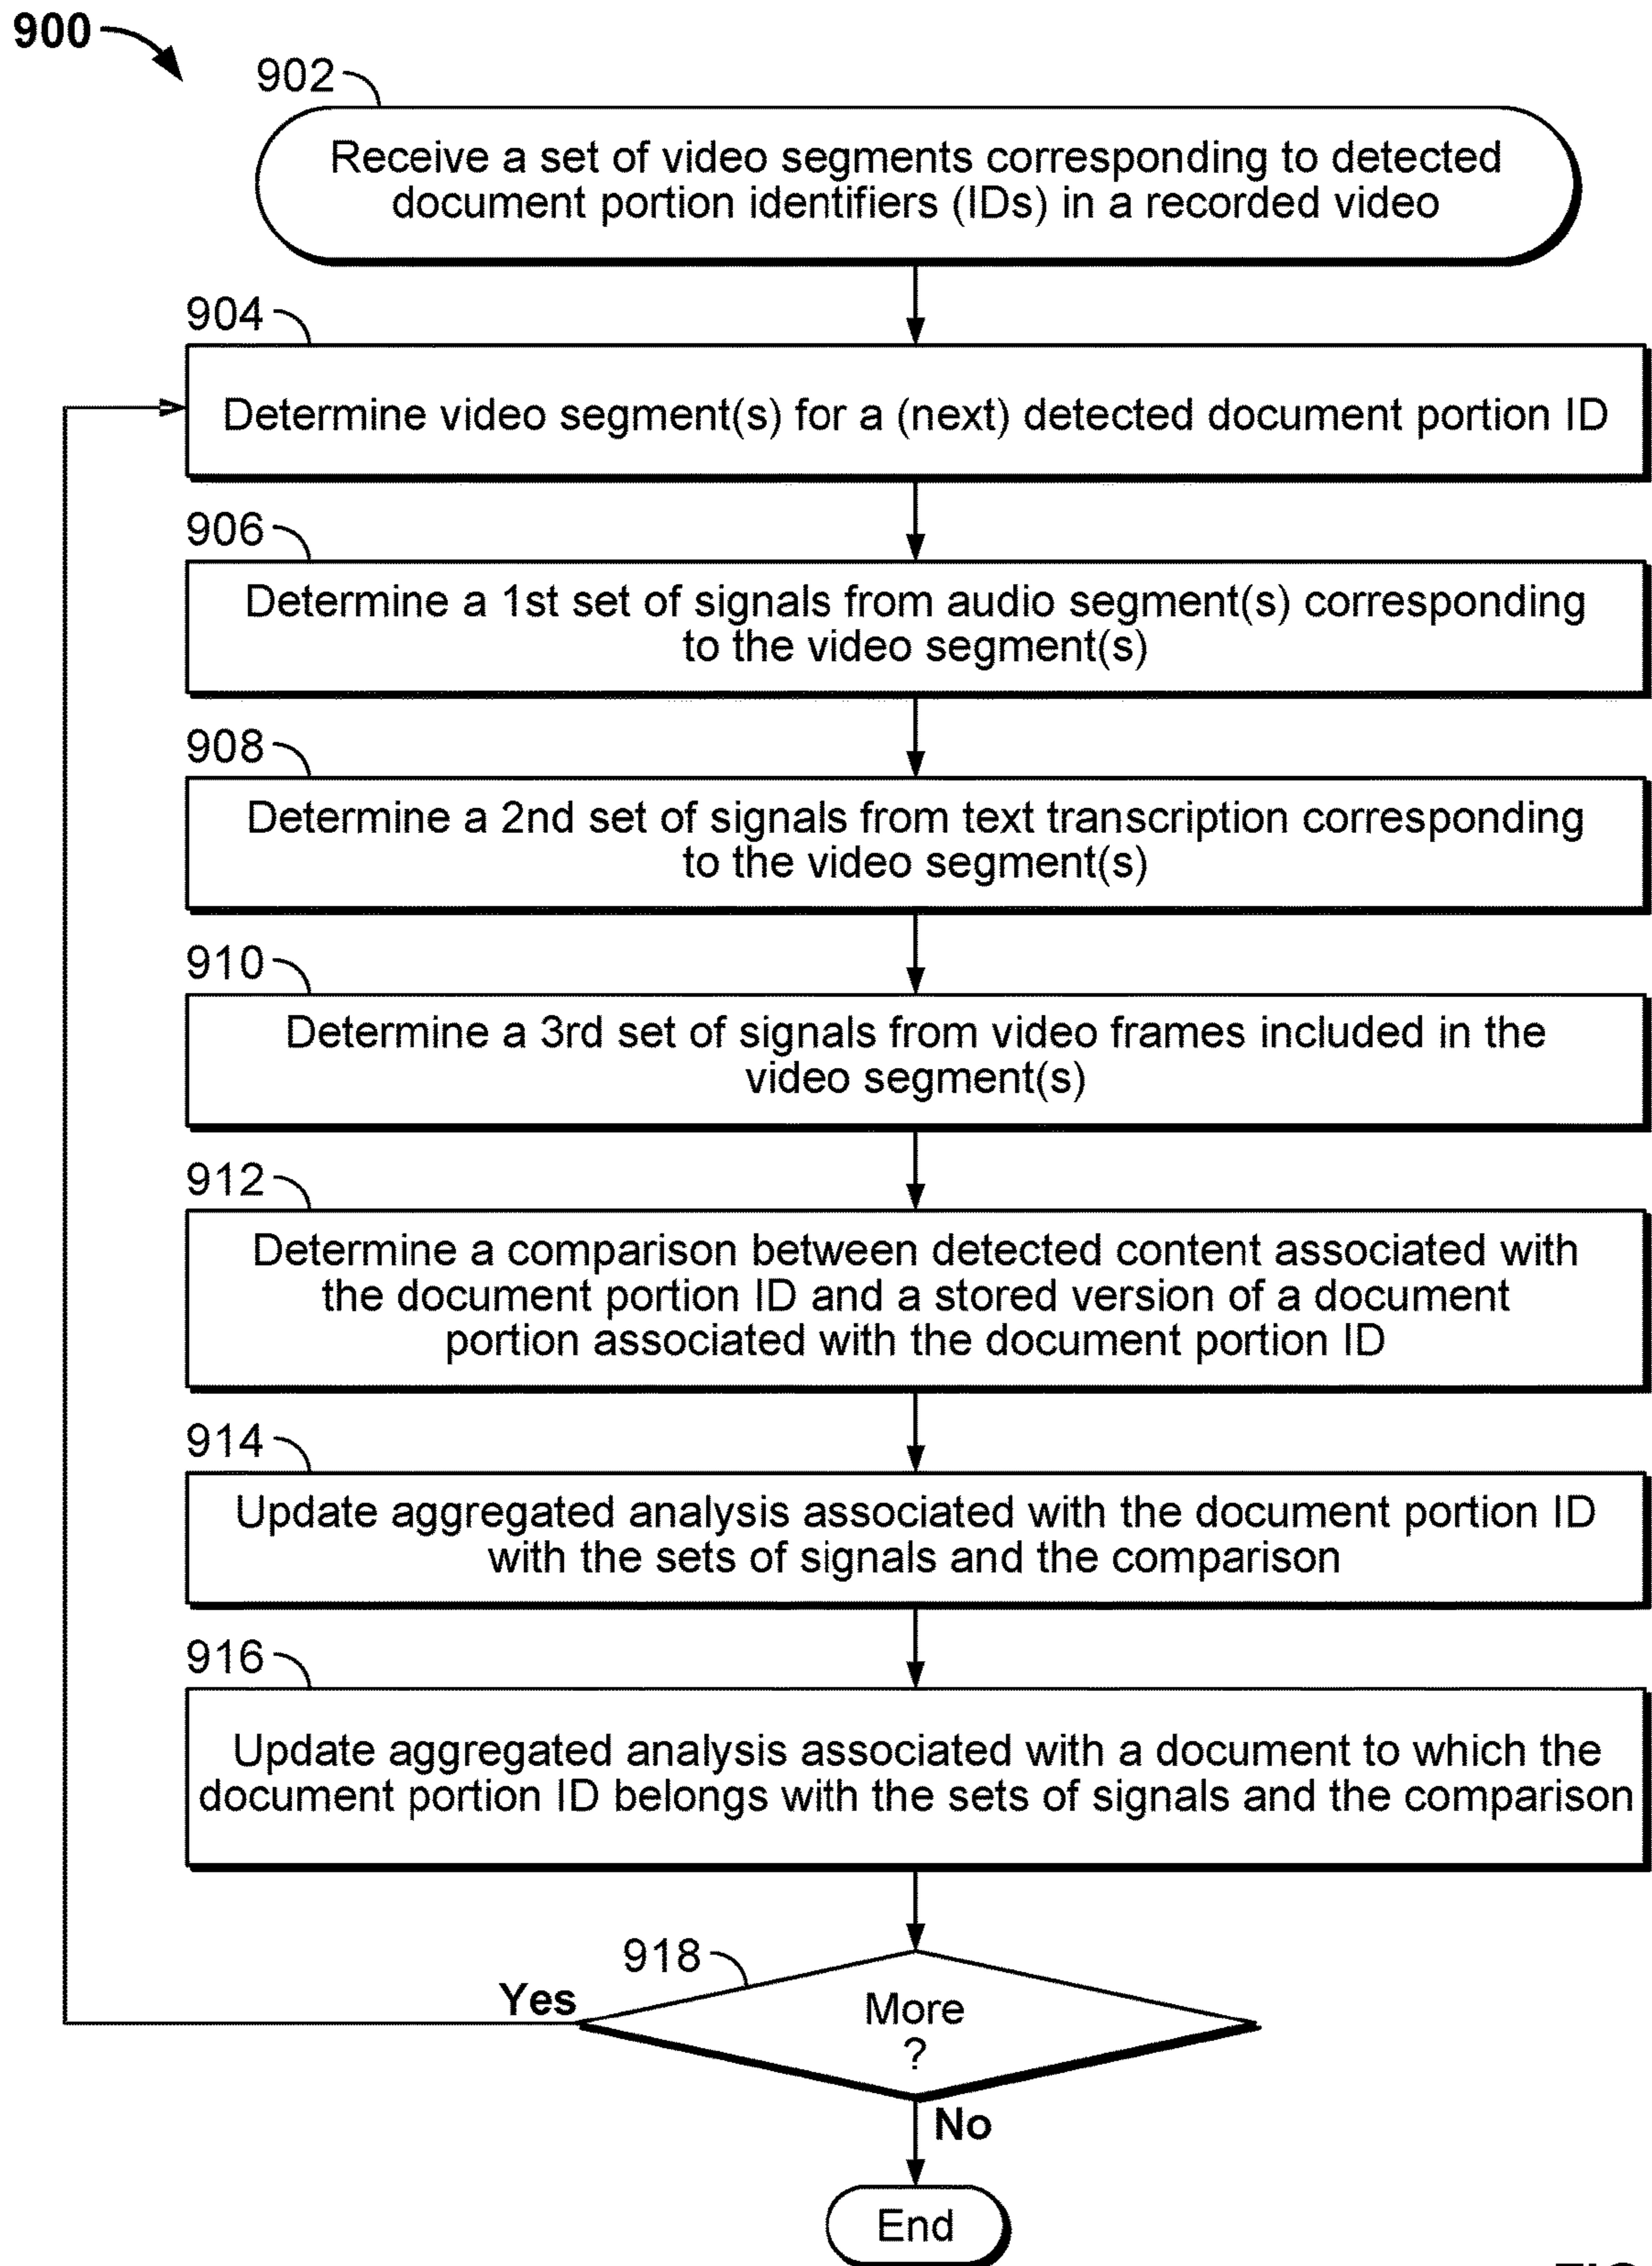 900
902
Receive a set of video segments corresponding to detected
document portion identifiers (IDs) in a recorded video
904
Determine video segment(s) for a (next) detected document portion ID
906
Determine a 1st set of signals from audio segment(s) corresponding
to the video segment(s)
908
Determine a 2nd set of signals from text transcription corresponding
to the video segment(s)
910
Determine a 3rd set of signals from video frames included in the
video segment(s)
912
Determine a comparison between detected content associated with
the document portion ID and a stored version of a document
portion associated with the document portion ID
914
Update aggregated analysis associated with the document portion ID
with the sets of signals and the comparison
916
Update aggregated analysis associated with a document to which the
document portion ID belongs with the sets of signals and the comparison
918
Yes
More
?
No
End